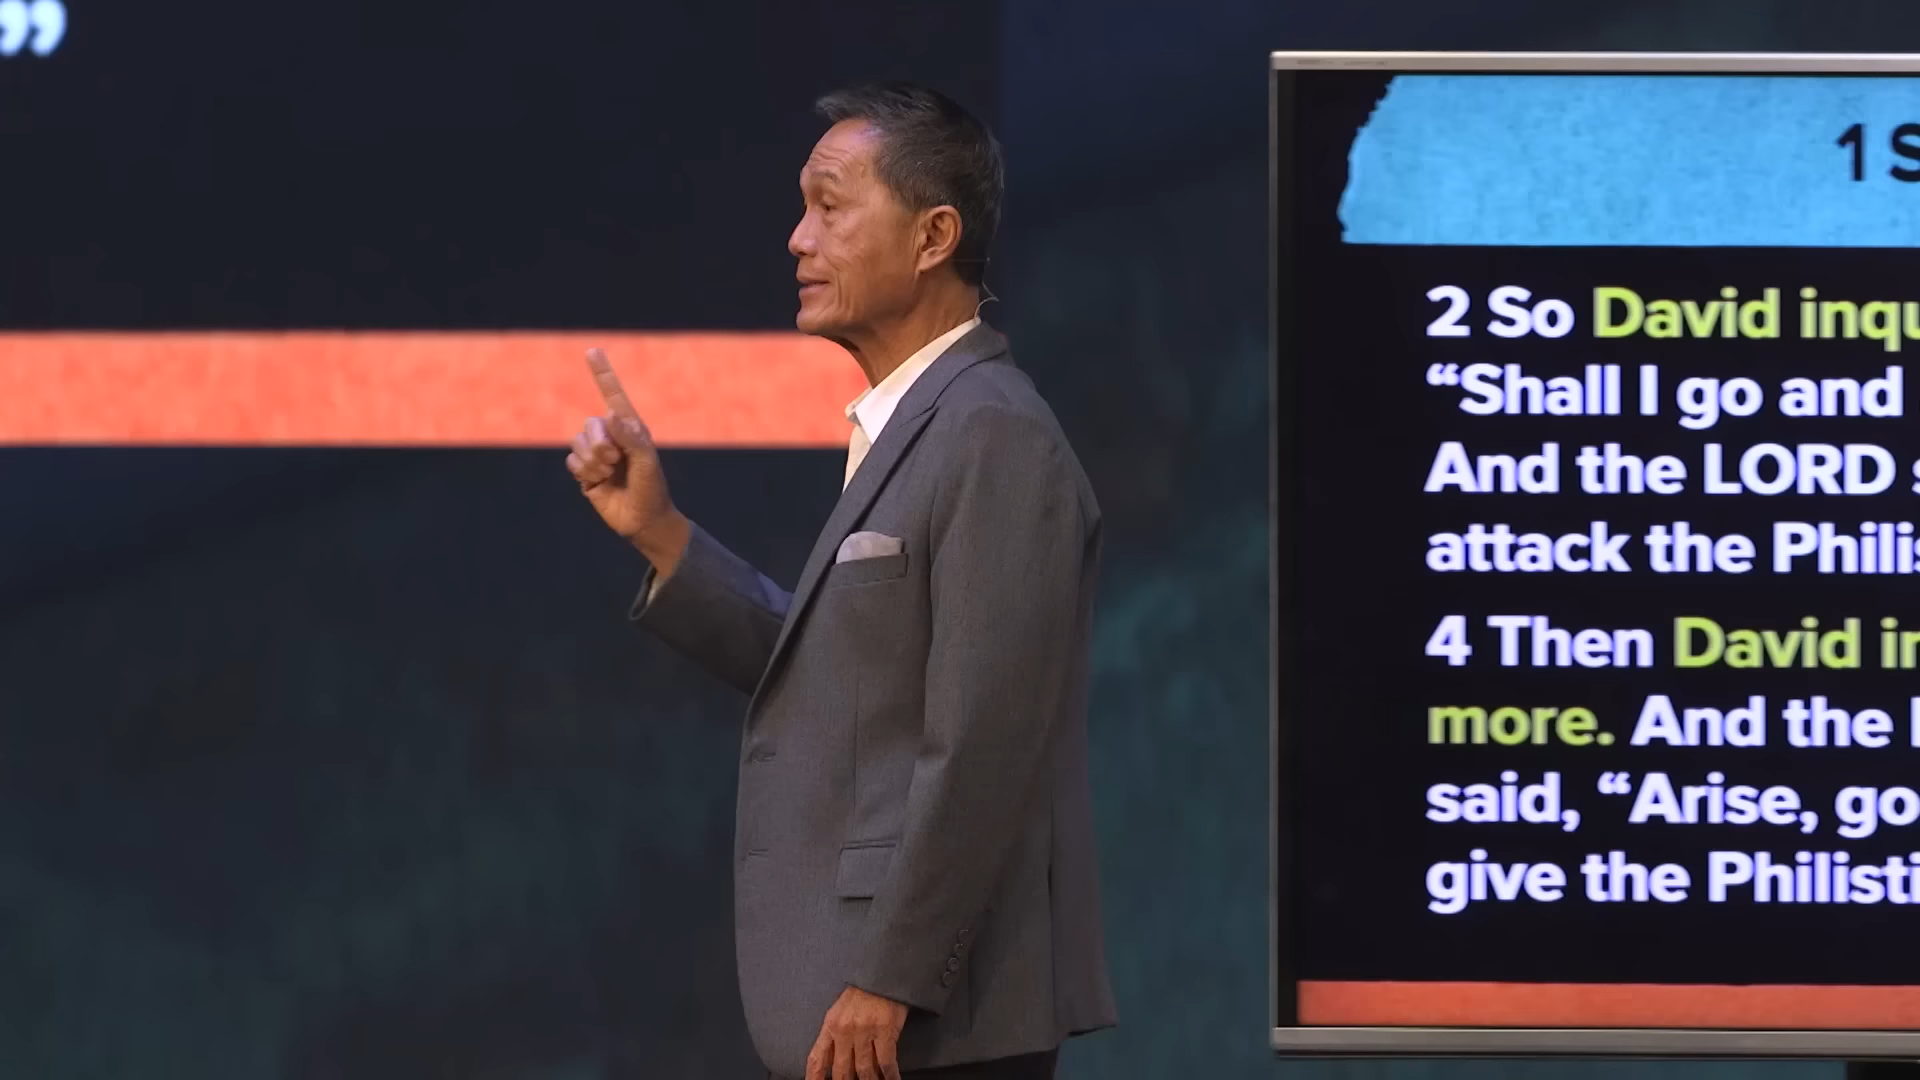 ”
1 S
2 So David inqu
“Shall I go and
And the LORD s
attack the Philis
4 Then David in
more. And the
said, “Arise, go
give the Philisti